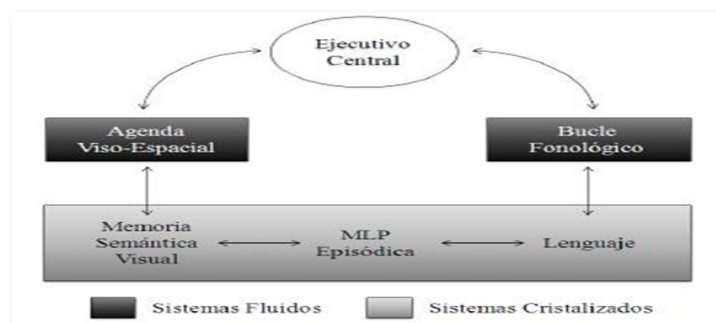 Ejecutivo
Central
Agenda
Viso-Espacial
Bucle
Fonológico
Memoria
Semántica
Visual
MLP
Episódica
Lenguaje
Sistemas Fluidos
Sistemas Cristalizados